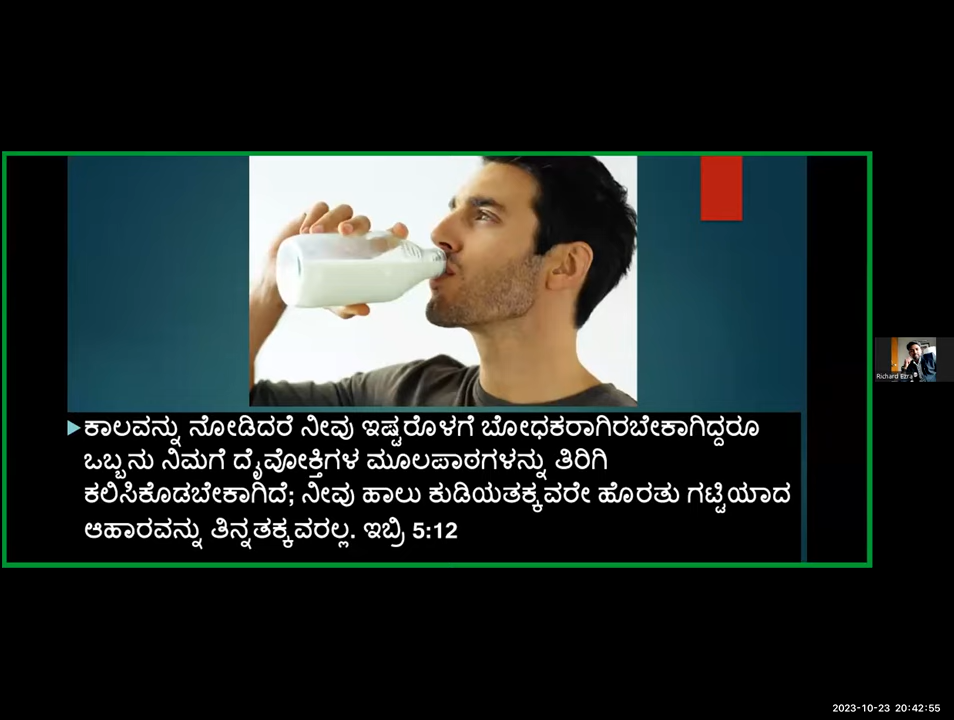 ಕಾಲವನ್ನು ನೋಡಿದರೆ ನೀವು ಇಷ್ಟರೊಳಗೆ ಬೋಧಕರಾಗಿರಬೇಕಾಗಿದ್ದರೂ
ಒಬ್ಬನು ನಿಮಗೆ ದೈವೋಕ್ತಿಗಳ ಮೂಲಪಾಠಗಳನ್ನು ತಿರಿಗಿ
ಕಲಿಸಿಕೊಡಬೇಕಾಗಿದೆ; ನೀವು ಹಾಲು ಕುಡಿಯತಕ್ಕವರೇ ಹೊರತು ಗಟ್ಟಿಯಾದ
ಆಹಾರವನ್ನು ತಿನ್ನತಕ್ಕವರಲ್ಲ. ಇಬ್ರಿ 5:12
Richard
2023-10-23 20:42:55